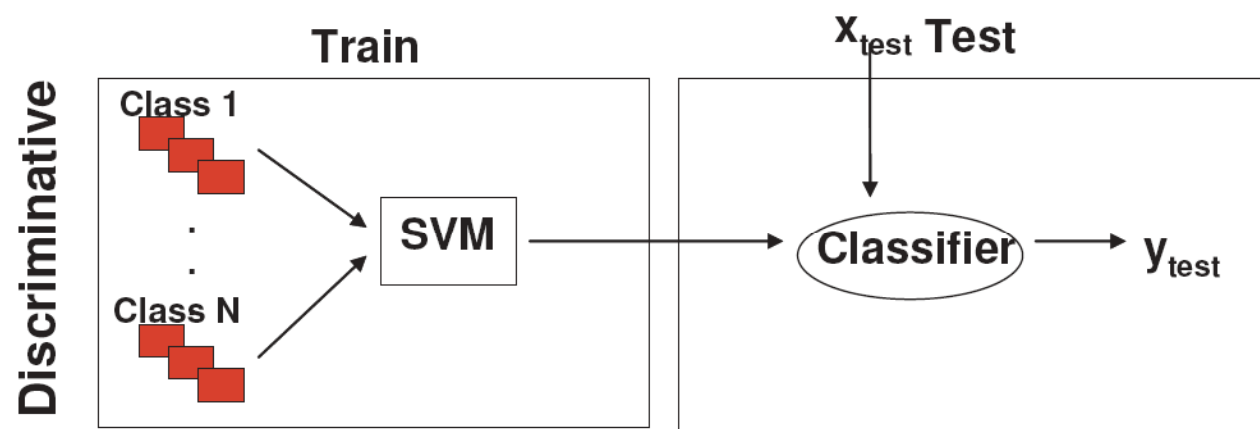 Discriminative
Train
Class 1
.
.
Class N
SVM
x_test Test
Classifier
y_test